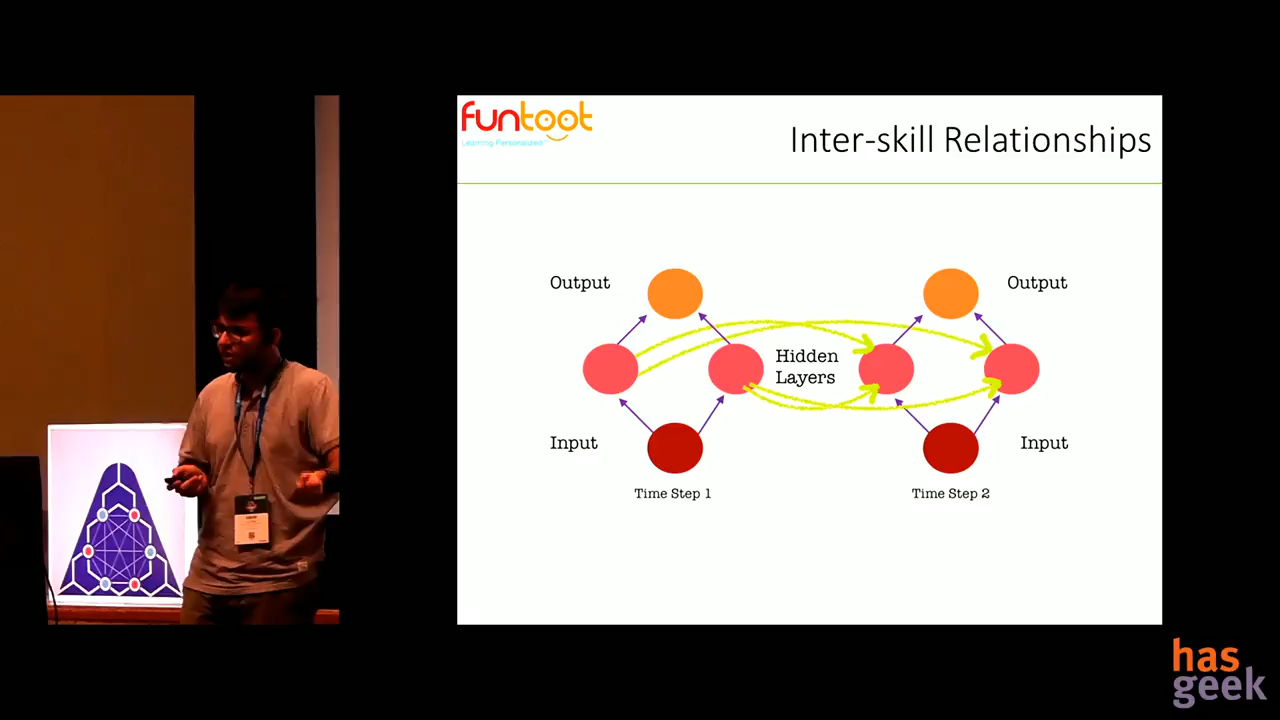 funtoot
Learning Personalized
Inter-skill Relationships
Output
Output
Hidden
Layers
Input
Input
Time Step 1
Time Step 2
has
geek